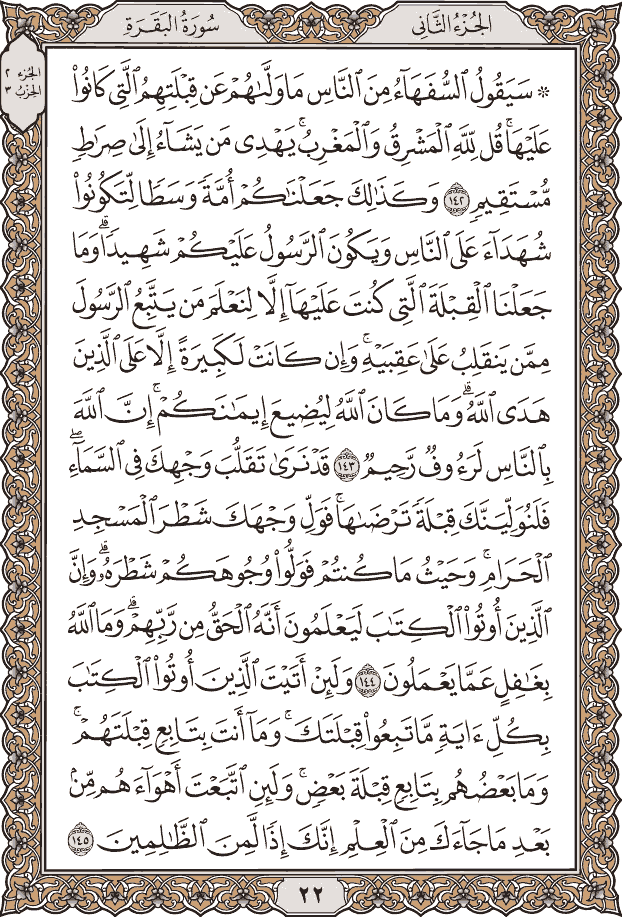 الجُزْءُ الثَّانِي
سُورَةُ البَقَرَةِ
الجزء ٢
الحزب ٣
۞ سَيَقُولُ ٱلسُّفَهَآءُ مِنَ ٱلنَّاسِ مَا وَلَّىٰهُمْ عَن قِبْلَتِهِمُ ٱلَّتِى كَانُوا۟
عَلَيْهَا ۚ قُل لِّلَّهِ ٱلْمَشْرِقُ وَٱلْمَغْرِبُ ۚ يَهْدِى مَن يَشَآءُ إِلَىٰ صِرَٰطٍ
مُّسْتَقِيمٍ ١٤٢ وَكَذَٰلِكَ جَعَلْنَٰكُمْ أُمَّةً وَسَطًا لِّتَكُونُوا۟
شُهَدَآءَ عَلَى ٱلنَّاسِ وَيَكُونَ ٱلرَّسُولُ عَلَيْكُمْ شَهِيدًا ۗ وَمَا
جَعَلْنَا ٱلْقِبْلَةَ ٱلَّتِى كُنتَ عَلَيْهَآ إِلَّا لِنَعْلَمَ مَن يَتَّبِعُ ٱلرَّسُولَ
مِمَّن يَنقَلِبُ عَلَىٰ عَقِبَيْهِ ۚ وَإِن كَانَتْ لَكَبِيرَةً إِلَّا عَلَى ٱلَّذِينَ
هَدَى ٱللَّهُ ۗ وَمَا كَانَ ٱللَّهُ لِيُضِيعَ إِيمَٰنَكُمْ ۚ إِنَّ ٱللَّهَ
بِٱلنَّاسِ لَرَءُوفٌ رَّحِيمٌ ١٤٣ قَدْ نَرَىٰ تَقَلُّبَ وَجْهِكَ فِى ٱلسَّمَآءِ ۖ
فَلَنُوَلِّيَنَّكَ قِبْلَةً تَرْضَىٰهَا ۚ فَوَلِّ وَجْهَكَ شَطْرَ ٱلْمَسْجِدِ
ٱلْحَرَامِ ۚ وَحَيْثُ مَا كُنتُمْ فَوَلُّوا۟ وُجُوهَكُمْ شَطْرَهُۥ ۗ وَإِنَّ
ٱلَّذِينَ أُوتُوا۟ ٱلْكِتَٰبَ لَيَعْلَمُونَ أَنَّهُ ٱلْحَقُّ مِن رَّبِّهِمْ ۗ وَمَا ٱللَّهُ
بِغَٰفِلٍ عَمَّا يَعْمَلُونَ ١٤٤ وَلَئِنْ أَتَيْتَ ٱلَّذِينَ أُوتُوا۟ ٱلْكِتَٰبَ
بِكُلِّ ءَايَةٍ مَّا تَبِعُوا۟ قِبْلَتَكَ ۚ وَمَآ أَنتَ بِتَابِعٍ قِبْلَتَهُمْ ۚ
وَمَا بَعْضُهُم بِتَابِعٍ قِبْلَةَ بَعْضٍ ۚ وَلَئِنِ ٱتَّبَعْتَ أَهْوَآءَهُم مِّنۢ
بَعْدِ مَا جَآءَكَ مِنَ ٱلْعِلْمِ إِنَّكَ إِذًا لَّمِنَ ٱلظَّٰلِمِينَ ١٤٥
٢٢